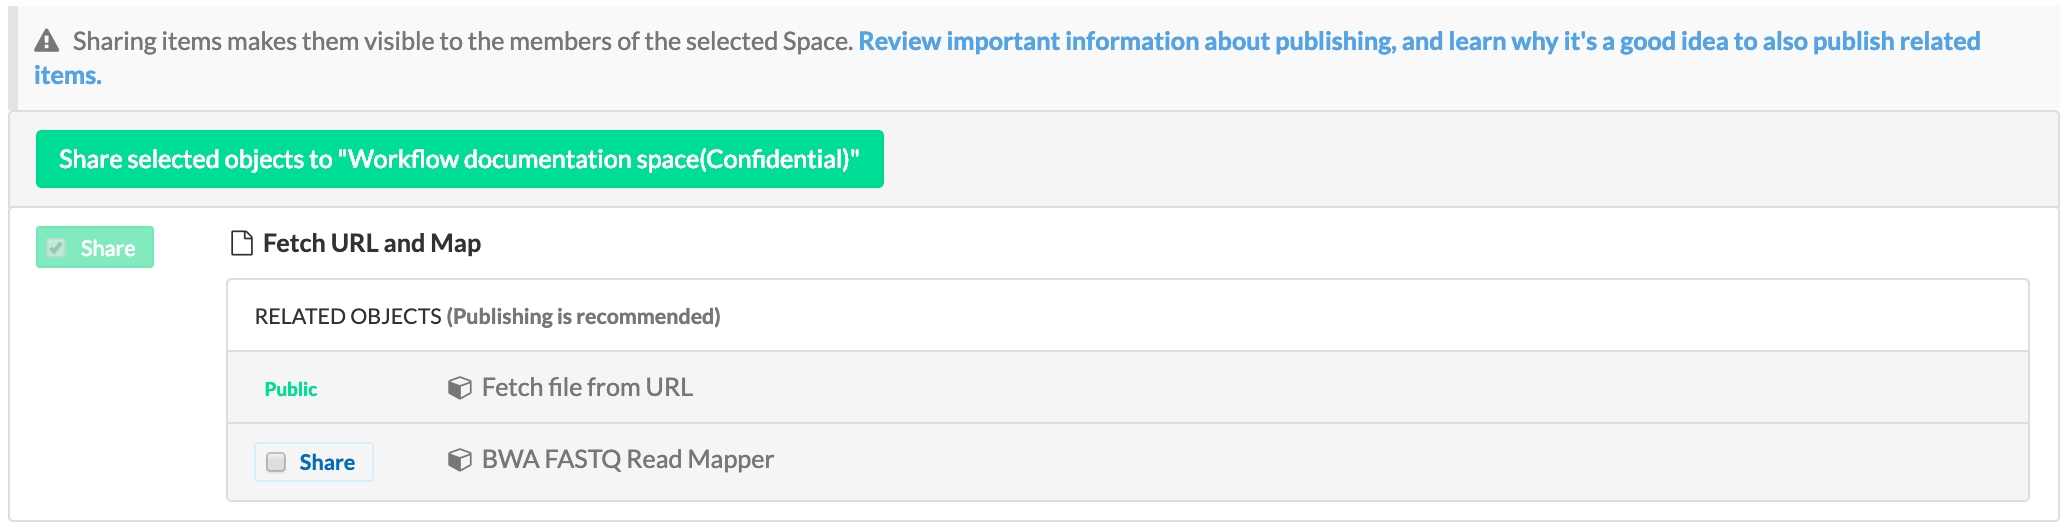 Sharing items makes them visible to the members of the selected Space. Review important information about publishing, and learn why it's a good idea to also publish related
items.
Share selected objects to "Workflow documentation space(Confidential)"
Share
Fetch URL and Map
RELATED OBJECTS (Publishing is recommended)
Public
Fetch file from URL
Share
BWA FASTQ Read Mapper